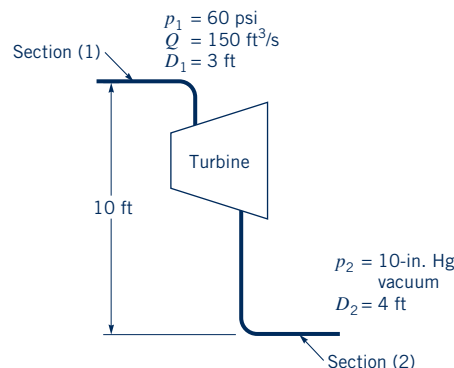 p₁ = 60 psi
Q = 150 ft³/s
D₁ = 3 ft
Section (1)
Turbine
10 ft
p₂ = 10-in. Hg
vacuum
D₂ = 4 ft
Section (2)